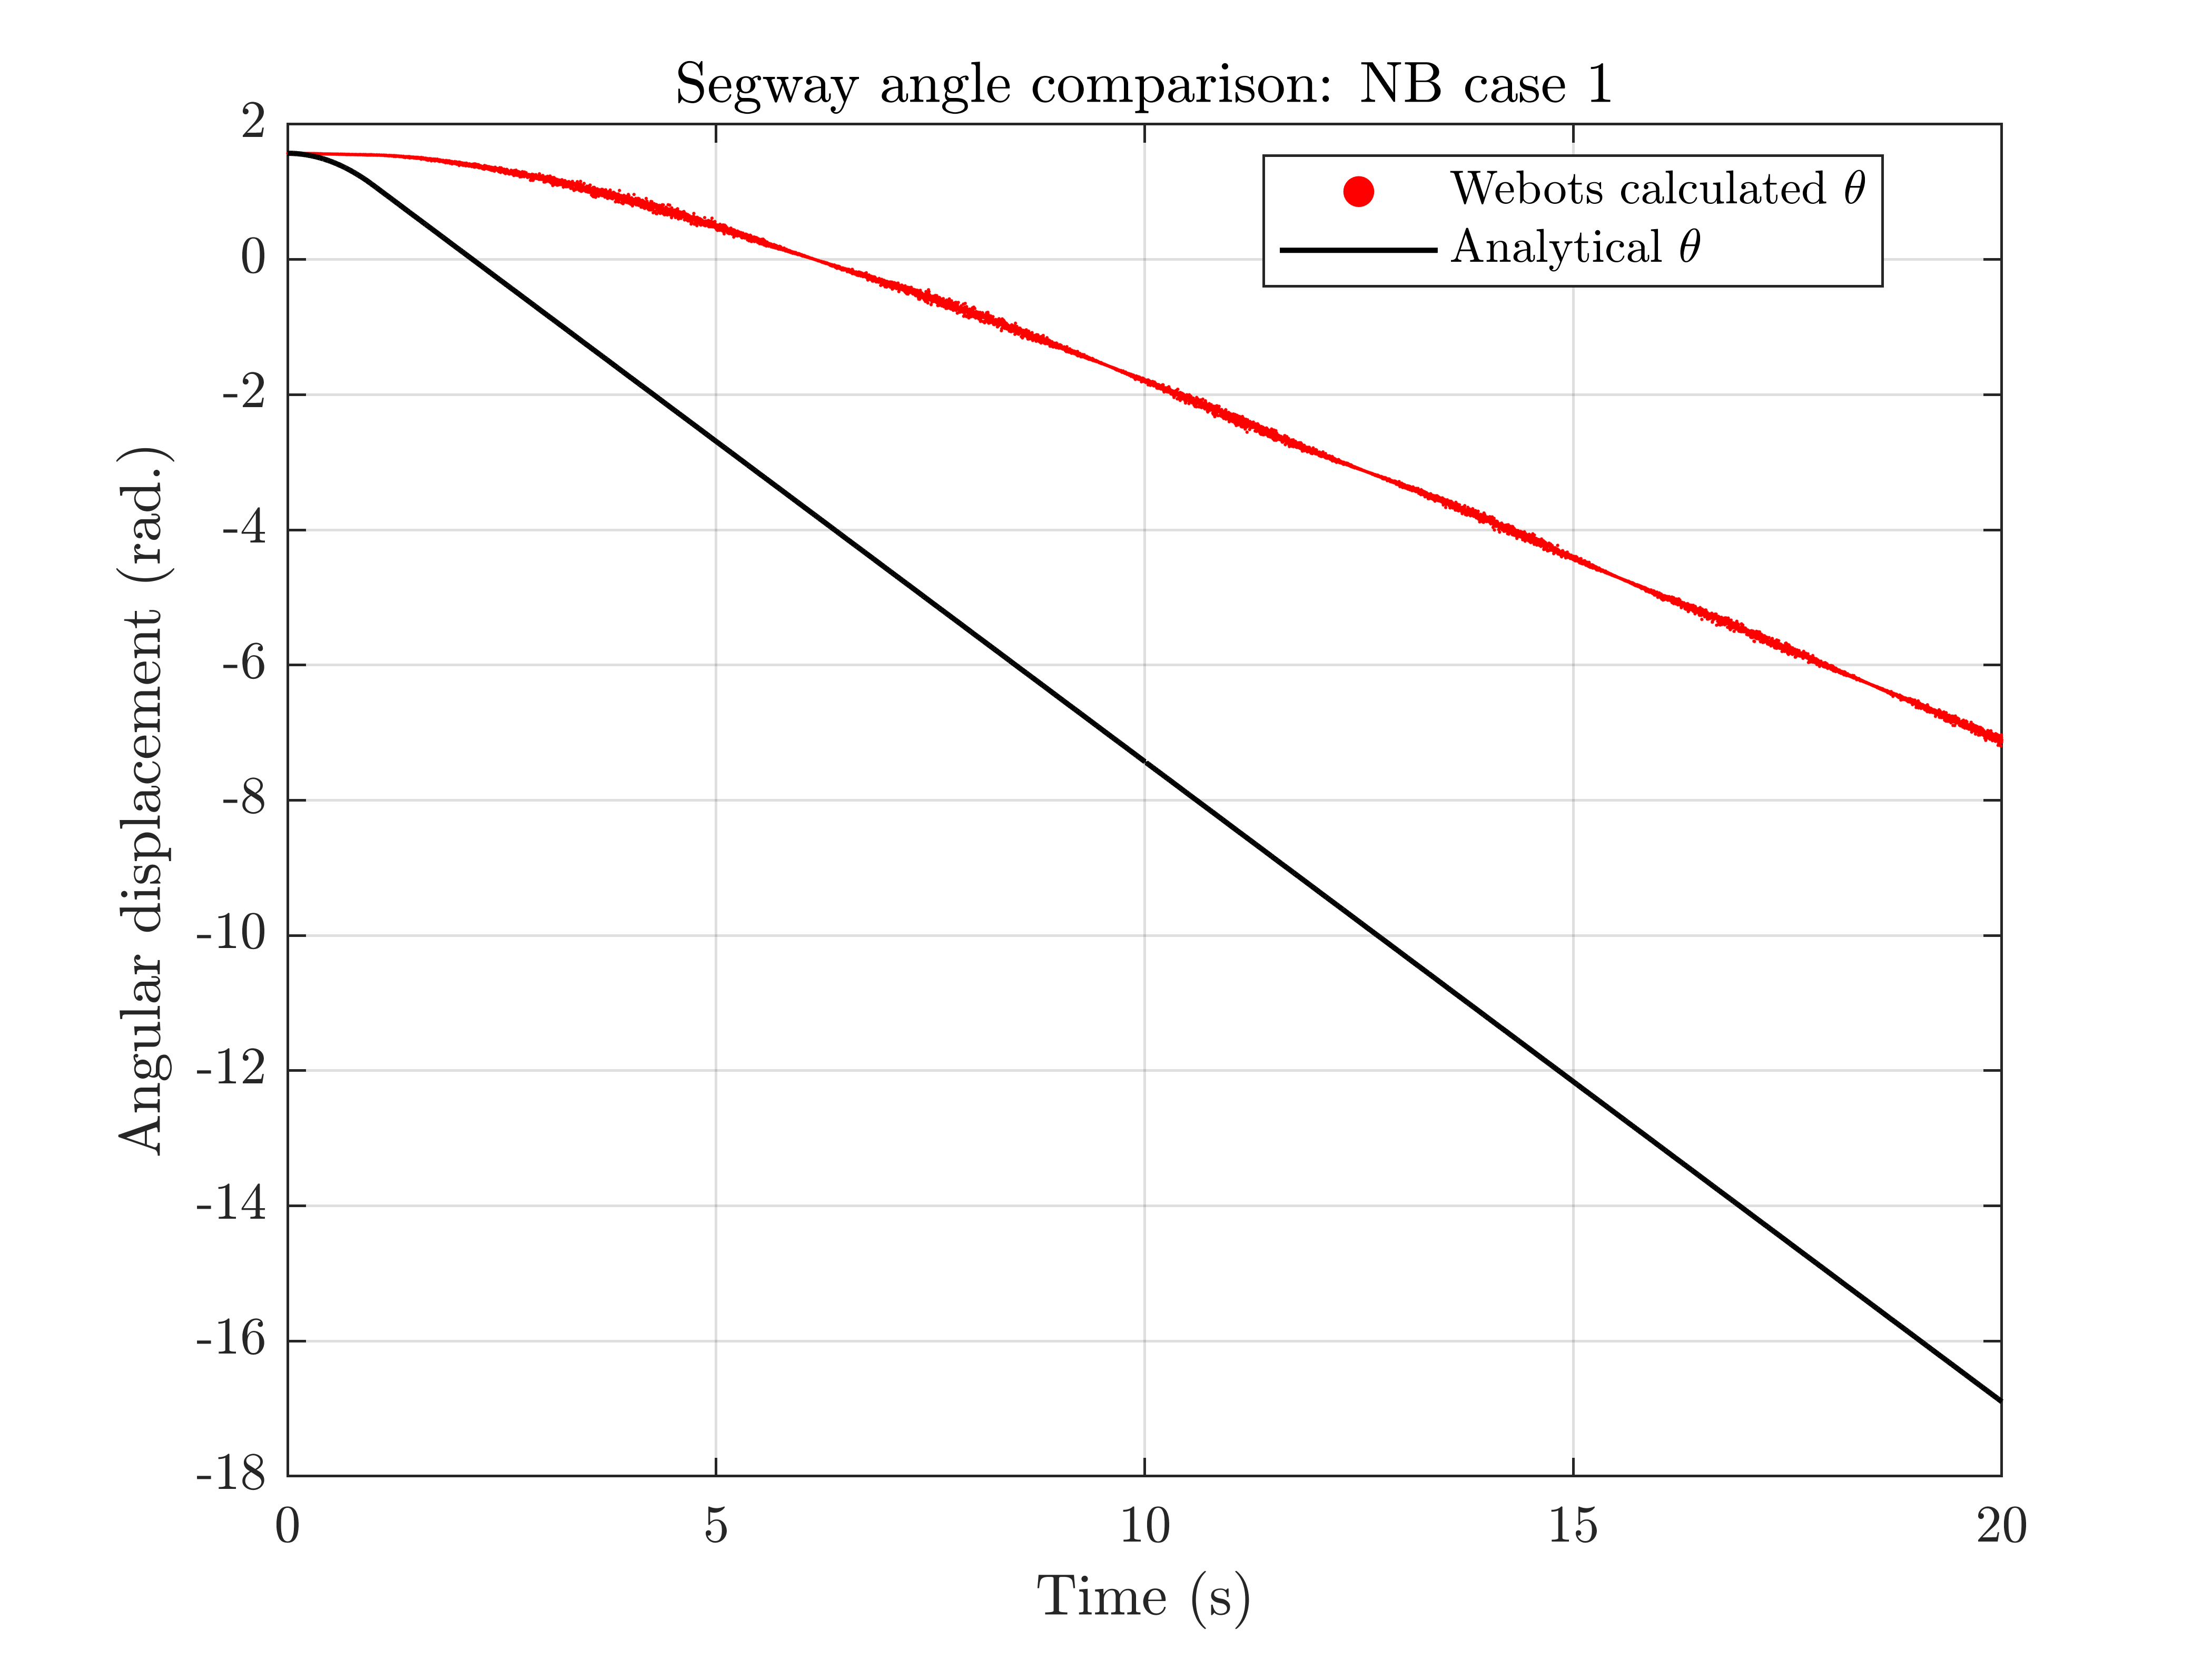 Segway angle comparison: NB case 1
Webots calculated θ
Analytical θ
Angular displacement (rad.)
2
0
-2
-4
-6
-8
-10
-12
-14
-16
-18
0 5 10 15 20
Time (s)